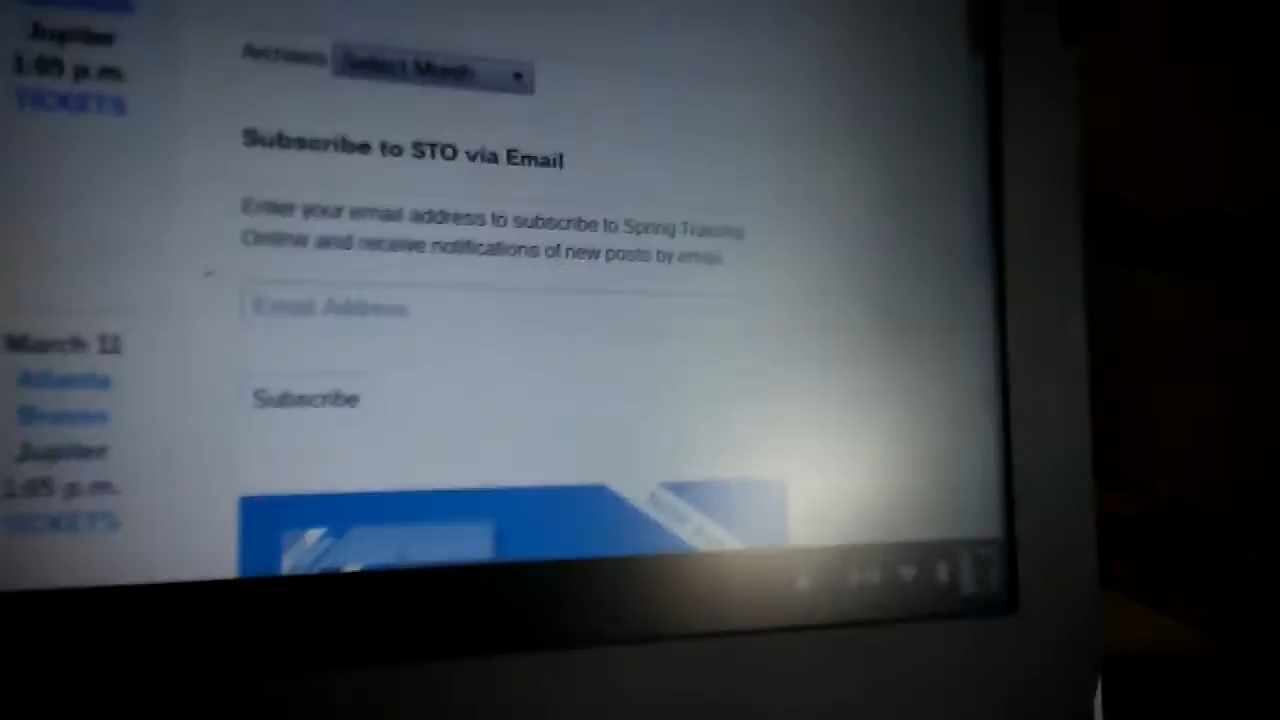 Jupiter
1:05 p.m.
TICKETS
Archives Select Month
Subscribe to STO via Email
Enter your email address to subscribe to Spring Training
Online and receive notifications of new posts by email.
Email Address
Subscribe
March 11
Atlanta
Braves
Jupiter
1:05 p.m.
TICKETS